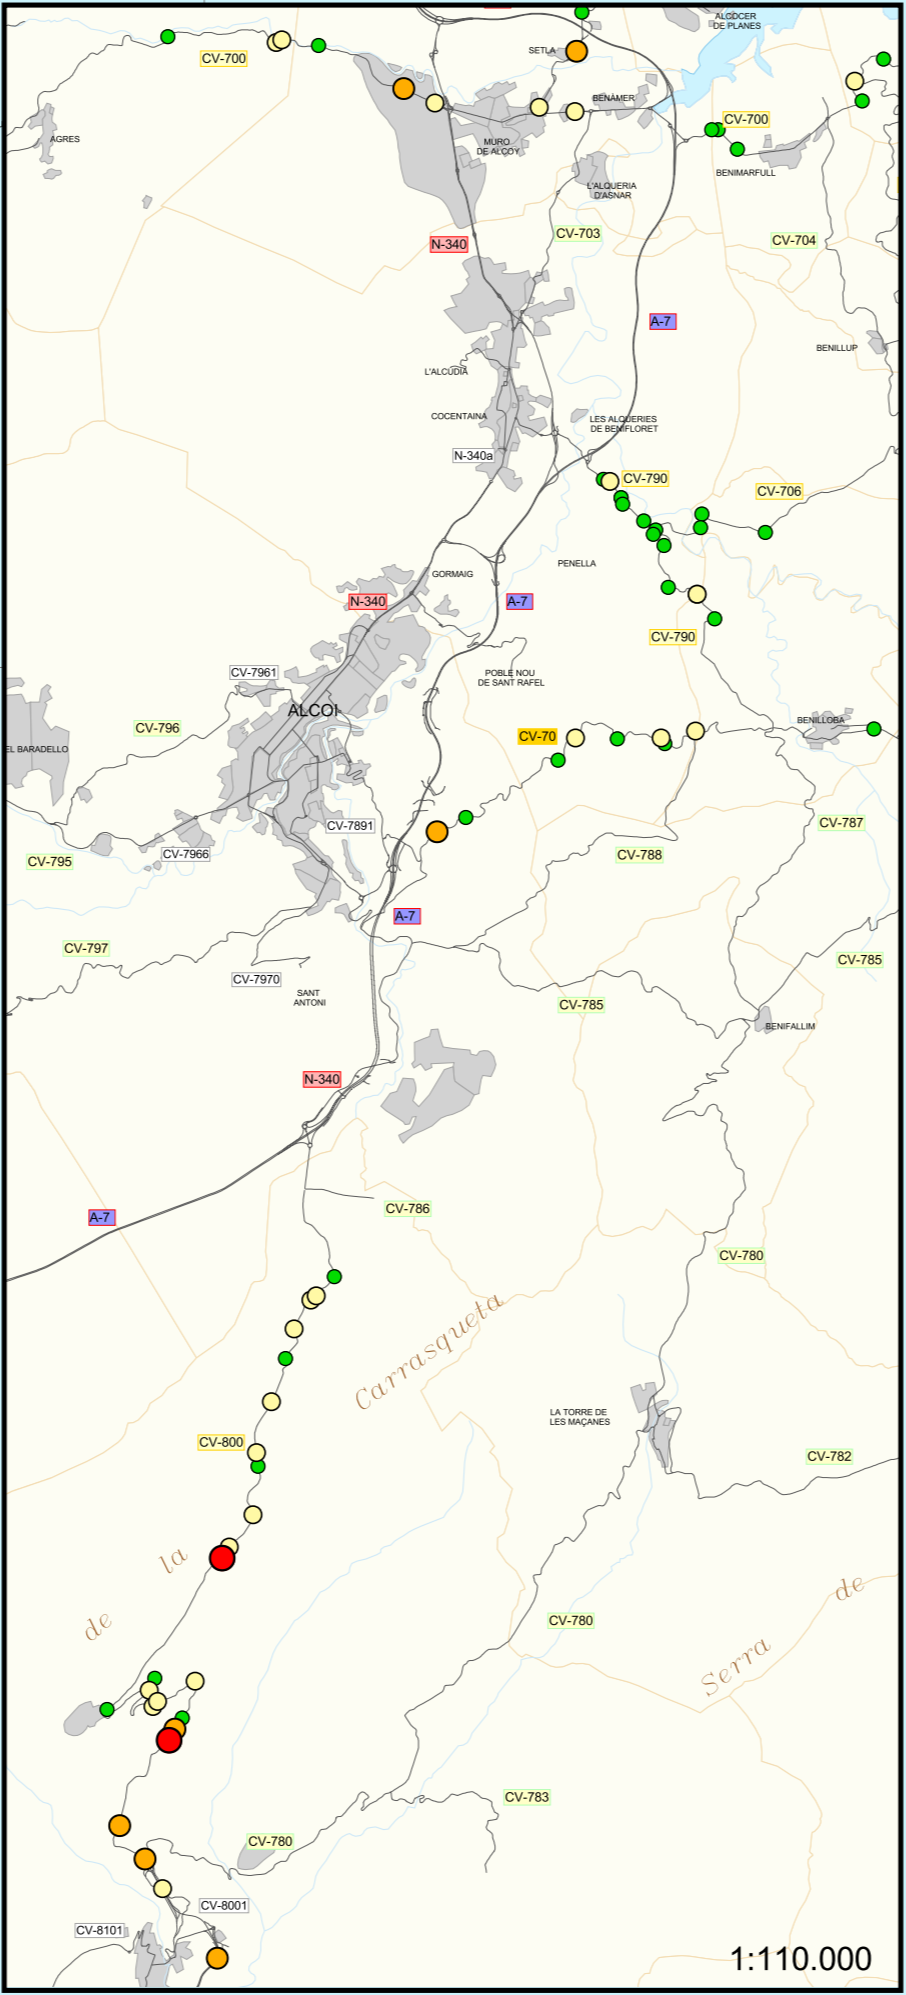 ALCOCER
DE PLANES
SETLA
CV-700
BENAMER
CV-700
AGRES
MURO
DE ALCOY
BENIMARFULL
L'ALQUERIA
D'ASNAR
CV-703
CV-704
N-340
A-7
BENILLUP
L'ALCÚDIA
COCENTAINA
LES ALQUERIES
DE BENIFLORET
N-340a
CV-790
CV-706
PENELLA
GORMAIG
N-340
A-7
CV-790
CV-7961
POBLE NOU
DE SANT RAFEL
ALCOI
CV-796
BENILLOBA
CV-70
EL BARADELLO
CV-7891
CV-787
CV-7966
CV-788
CV-795
A-7
CV-797
CV-785
CV-7970
SANT
ANTONI
CV-785
BENIFALLIM
N-340
CV-786
A-7
CV-780
Carrasqueta
LA TORRE DE
LES MAÇANES
CV-800
CV-782
la
de
de
CV-780
Serra
CV-783
CV-780
CV-8001
CV-8101
1:110.000